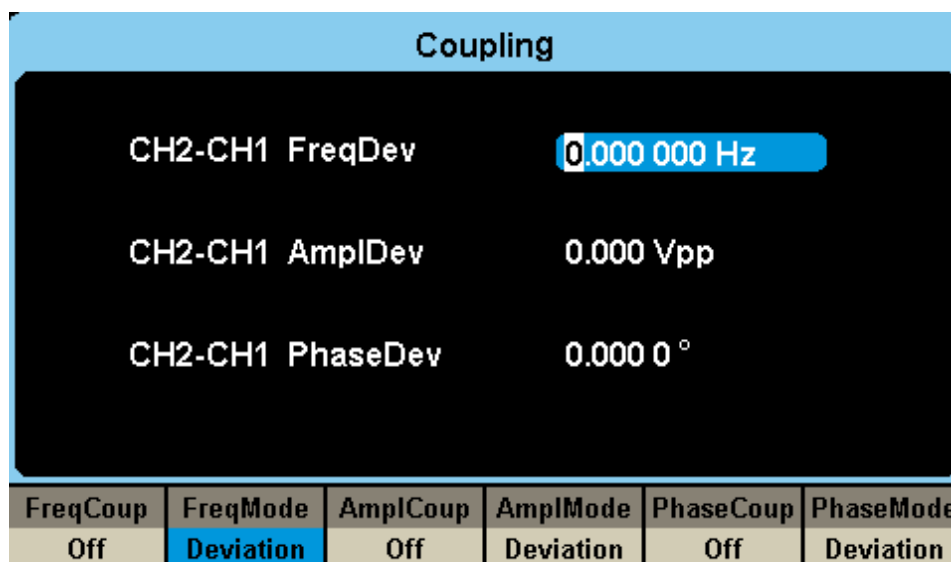 Coupling
CH2-CH1 FreqDev 0.000 000 Hz
CH2-CH1 AmplDev 0.000 Vpp
CH2-CH1 PhaseDev 0.000 0 °
FreqCoup FreqMode AmplCoup AmplMode PhaseCoup PhaseMode
Off Deviation Off Deviation Off Deviation